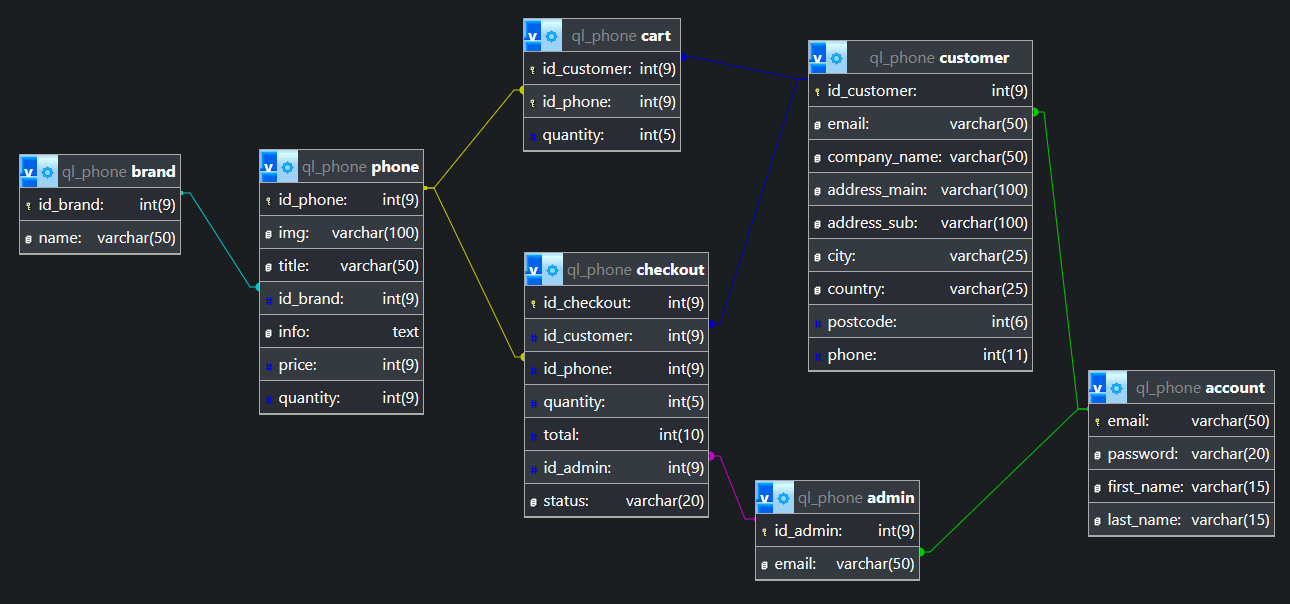 v ql_phone brand
id_brand: int(9)
name: varchar(50)
v ql_phone phone
id_phone: int(9)
img: varchar(100)
title: varchar(50)
id_brand: int(9)
info: text
price: int(9)
quantity: int(9)
v ql_phone cart
id_customer: int(9)
id_phone: int(9)
quantity: int(5)
v ql_phone checkout
id_checkout: int(9)
id_customer: int(9)
id_phone: int(9)
quantity: int(5)
total: int(10)
id_admin: int(9)
status: varchar(20)
v ql_phone customer
id_customer: int(9)
email: varchar(50)
company_name: varchar(50)
address_main: varchar(100)
address_sub: varchar(100)
city: varchar(25)
country: varchar(25)
postcode: int(6)
phone: int(11)
v ql_phone admin
id_admin: int(9)
email: varchar(50)
v ql_phone account
email: varchar(50)
password: varchar(20)
first_name: varchar(15)
last_name: varchar(15)